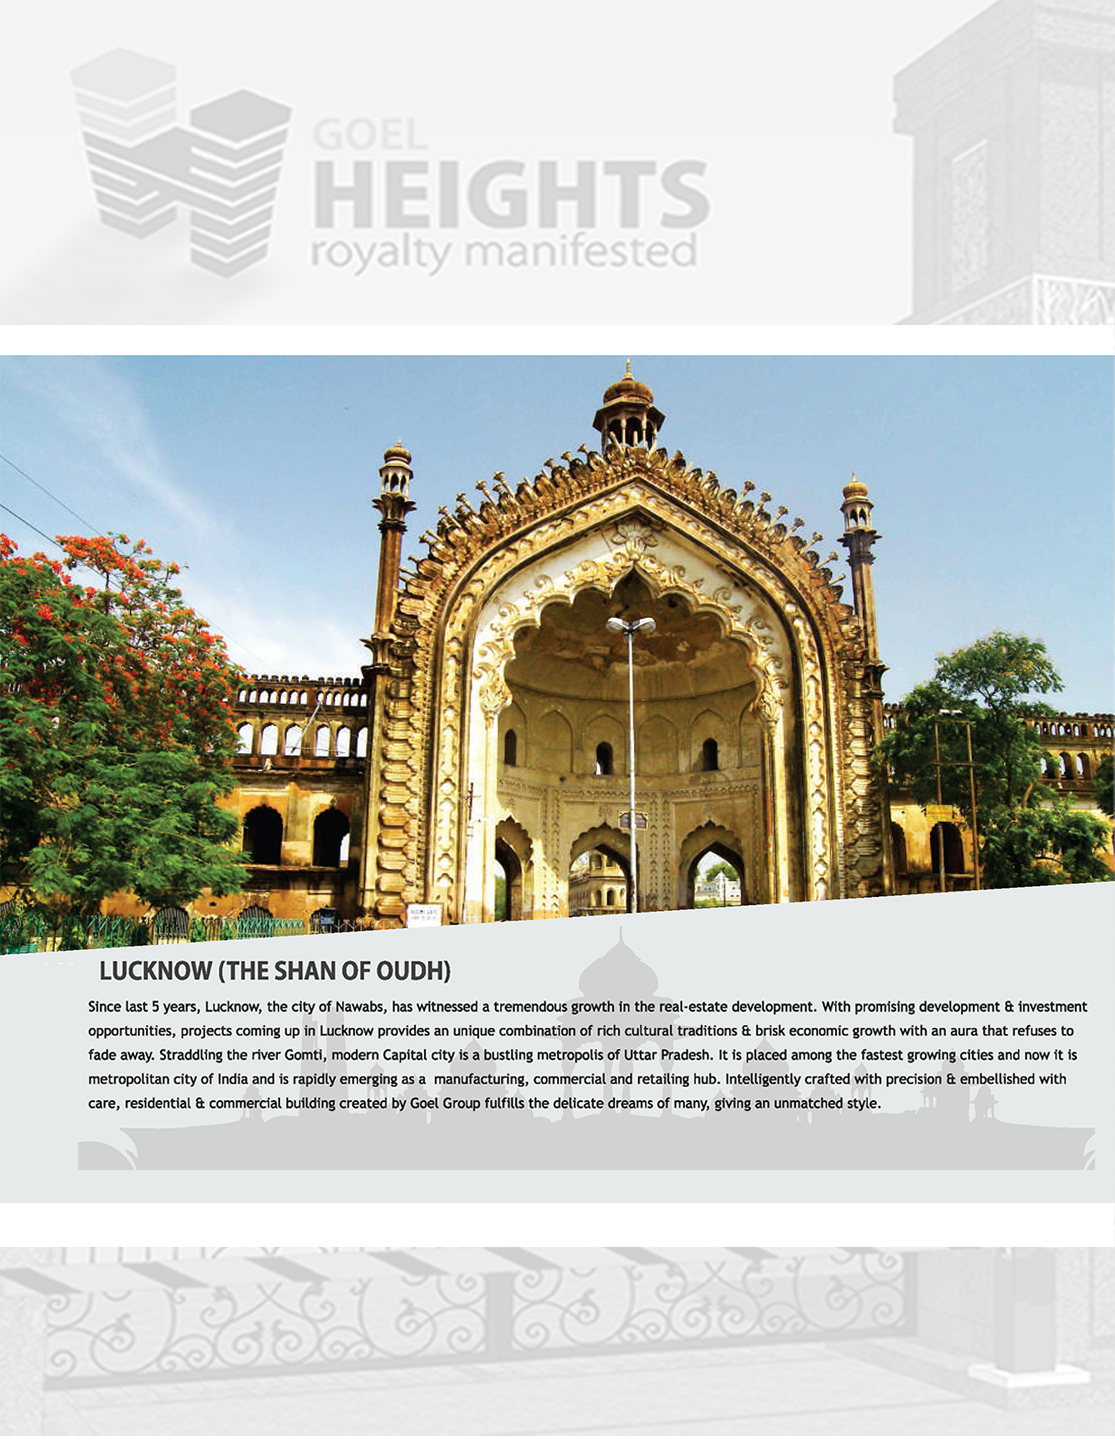 GOEL
HEIGHTS
royalty manifested
LUCKNOW (THE SHAN OF OUDH)
Since last 5 years, Lucknow, the city of Nawabs, has witnessed a tremendous growth in the real-estate development. With promising development & investment
opportunities, projects coming up in Lucknow provides an unique combination of rich cultural traditions & brisk economic growth with an aura that refuses to
fade away. Straddling the river Gomti, modern Capital city is a bustling metropolis of Uttar Pradesh. It is placed among the fastest growing cities and now it is
metropolitan city of India and is rapidly emerging as a manufacturing, commercial and retailing hub. Intelligently crafted with precision & embellished with
care, residential & commercial building created by Goel Group fulfills the delicate dreams of many, giving an unmatched style.